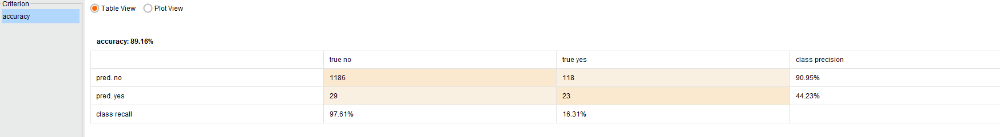 Criterion
accuracy
Table View Plot View
accuracy: 89.16%
true no true yes class precision
pred. no 1186 118 90.95%
pred. yes 29 23 44.23%
class recall 97.61% 16.31%